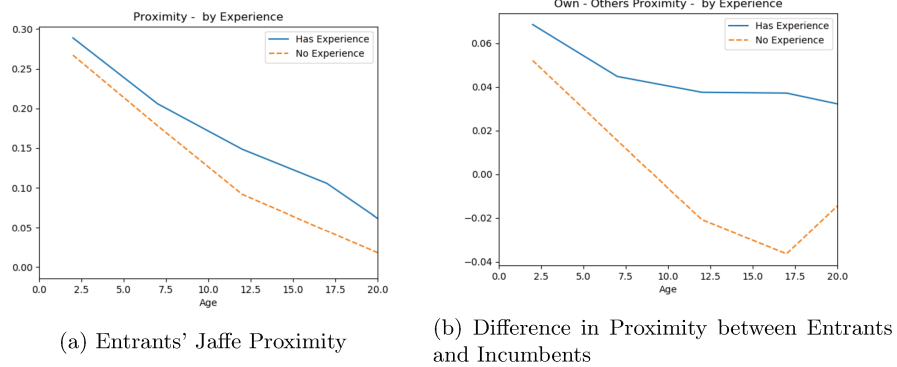 Proximity - by Experience
0.30
0.25
0.20
0.15
0.10
0.05
0.00
Has Experience
No Experience
0.0 2.5 5.0 7.5 10.0 12.5 15.0 17.5 20.0
Age
(a) Entrants' Jaffe Proximity
Own - Others Proximity - by Experience
0.06
0.04
0.02
0.00
−0.02
−0.04
Has Experience
No Experience
0.0 2.5 5.0 7.5 10.0 12.5 15.0 17.5 20.0
Age
(b) Difference in Proximity between Entrants
and Incumbents